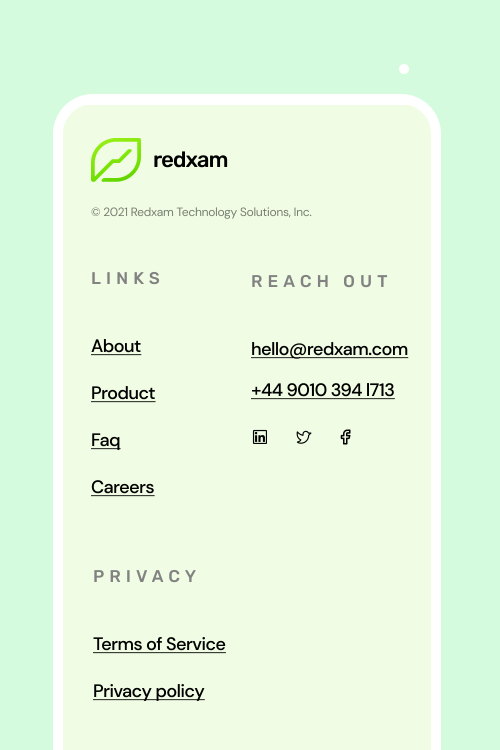 redxam
© 2021 Redxam Technology Solutions, Inc.
LINKS
About
Product
Faq
Careers
REACH OUT
hello@redxam.com
+44 9010 394 1713
PRIVACY
Terms of Service
Privacy policy